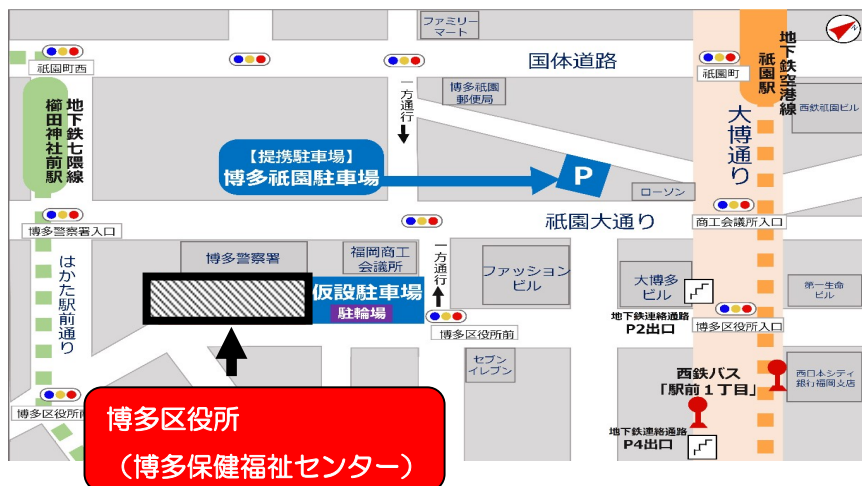 ファミリー
マート
国体道路
祇園町西
祇園町
地下鉄空港線
祇園駅
西鉄祇園ビル
博多祇園
郵便局
一方通行
地下鉄七隈線
櫛田神社前駅
【提携駐車場】
博多祇園駐車場
P
ローソン
大博通り
博多警察署入口
祇園大通り
商工会議所入口
はかた駅前通り
博多警察署
福岡商工
会議所
一方通行
ファッション
ビル
大博多
ビル
第一生命
ビル
仮設駐車場
駐輪場
地下鉄連絡通路
P2出口
博多区役所入口
博多区役所前
セブン
イレブン
西鉄バス
「駅前1丁目」
西日本シティ
銀行福岡支店
博多区役所
地下鉄連絡通路
P4出口
博多区役所
（博多保健福祉センター）